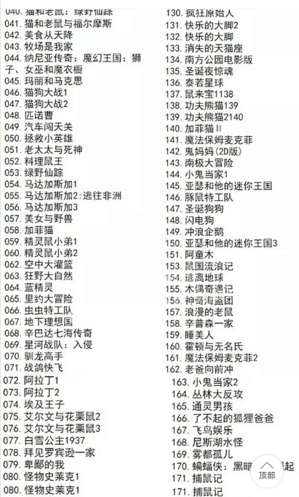 040. 猫和老鼠：绿野仙踪
041. 猫和老鼠与福尔摩斯
042. 美食从天降
043. 牧场是我家
044. 纳尼亚传奇：魔幻王国：狮
子、女巫和魔衣橱
045. 玛丽和马克思
046. 猫狗大战1
047. 猫狗大战2
048. 匹诺曹
049. 汽车闯天关
050. 拯救小英雄
051. 老太太与死神
052. 料理鼠王
053. 绿野仙踪
054. 马达加斯加1
055. 马达加斯加2:逃往非洲
056. 马达加斯加3
057. 美女与野兽
058. 加菲猫
059. 精灵鼠小弟1
060. 精灵鼠小弟2
062. 空中大灌篮
063. 狂野大自然
064. 蓝精灵
065. 里约大冒险
066. 虫虫特工队
067. 地下理想国
068. 辛巴达七海传奇
069. 星河战队：入侵
070. 驯龙高手
071. 战鸽快飞
072. 阿拉丁1
073. 阿拉丁2
074. 埃及王子
075. 艾尔文与花栗鼠2
076. 艾尔文与花栗鼠3
077. 白雪公主1937
078. 拜见罗宾逊一家
079. 卑鄙的我
080. 怪物史莱克1
080. 怪物史莱克1
130. 疯狂原始人
131. 快乐的大脚2
132. 快乐的大脚
133. 消失的天猫座
134. 南方公园电影版
135. 圣诞夜惊魂
136. 泰若星球
137. 鼠来宝1138
138. 功夫熊猫139
139. 功夫熊猫2140
140. 加菲猫Ⅱ
141. 魔法保姆麦克菲
142. 鬼妈妈(2D版)
143. 南极大冒险
144. 小鬼当家1
145. 亚瑟和他的迷你王国
146. 豚鼠特工队
147. 圣诞狗狗
148. 闪电狗
149. 冲浪企鹅
150. 亚瑟和他的迷你王国3
151. 阿童木
153. 鼠国流浪记
154. 逃离地球
155. 木偶奇遇记
156. 神奇海盗团
157. 浪漫的老鼠
158. 辛普森一家
159. 睡美人
160. 霍顿与无名氏
161. 魔法保姆麦克菲2
162. 老爸向前冲
163. 小鬼当家2
164. 丛林大反攻
165. 通灵男孩
166. 了不起的狐狸爸爸
167. 飞鸟娱乐
168. 尼斯湖水怪
169. 雾都孤儿
170. 蝙蝠侠：黑暗 起
171. 捕鼠记
171. 捕鼠记
顶部